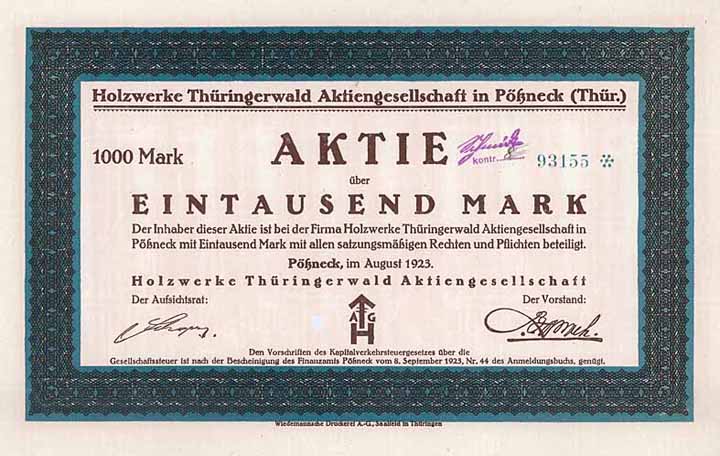 Holzwerke Thüringerwald Aktiengesellschaft in Pößneck (Thür.)
1000 Mark
AKTIE
kontr.
93155 *
über
EINTAUSEND MARK
Der Inhaber dieser Aktie ist bei der Firma Holzwerke Thüringerwald Aktiengesellschaft in
Pößneck mit Eintausend Mark mit allen satzungsmäßigen Rechten und Pflichten beteiligt.
Pößneck, im August 1923.
Holzwerke Thüringerwald Aktiengesellschaft
Der Aufsichtsrat:
Der Vorstand:
A G
H
Den Vorschriften des Kapitalverkehrsteuergesetzes über die
Gesellschaftssteuer ist nach der Bescheinigung des Finanzamts Pößneck vom 8. September 1923, Nr. 44 des Anmeldungsbuchs, genügt.
Wiedemannsche Druckerei A.-G., Saalfeld in Thüringen